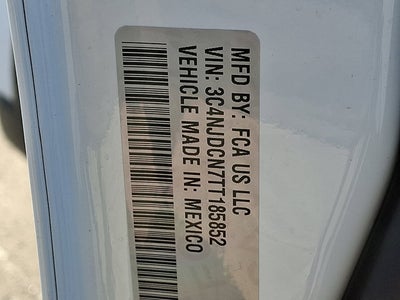 MFD BY: FCA US LLC
VIN: 3C4NJDCN7TT185852
VEHICLE MADE IN: MEXICO